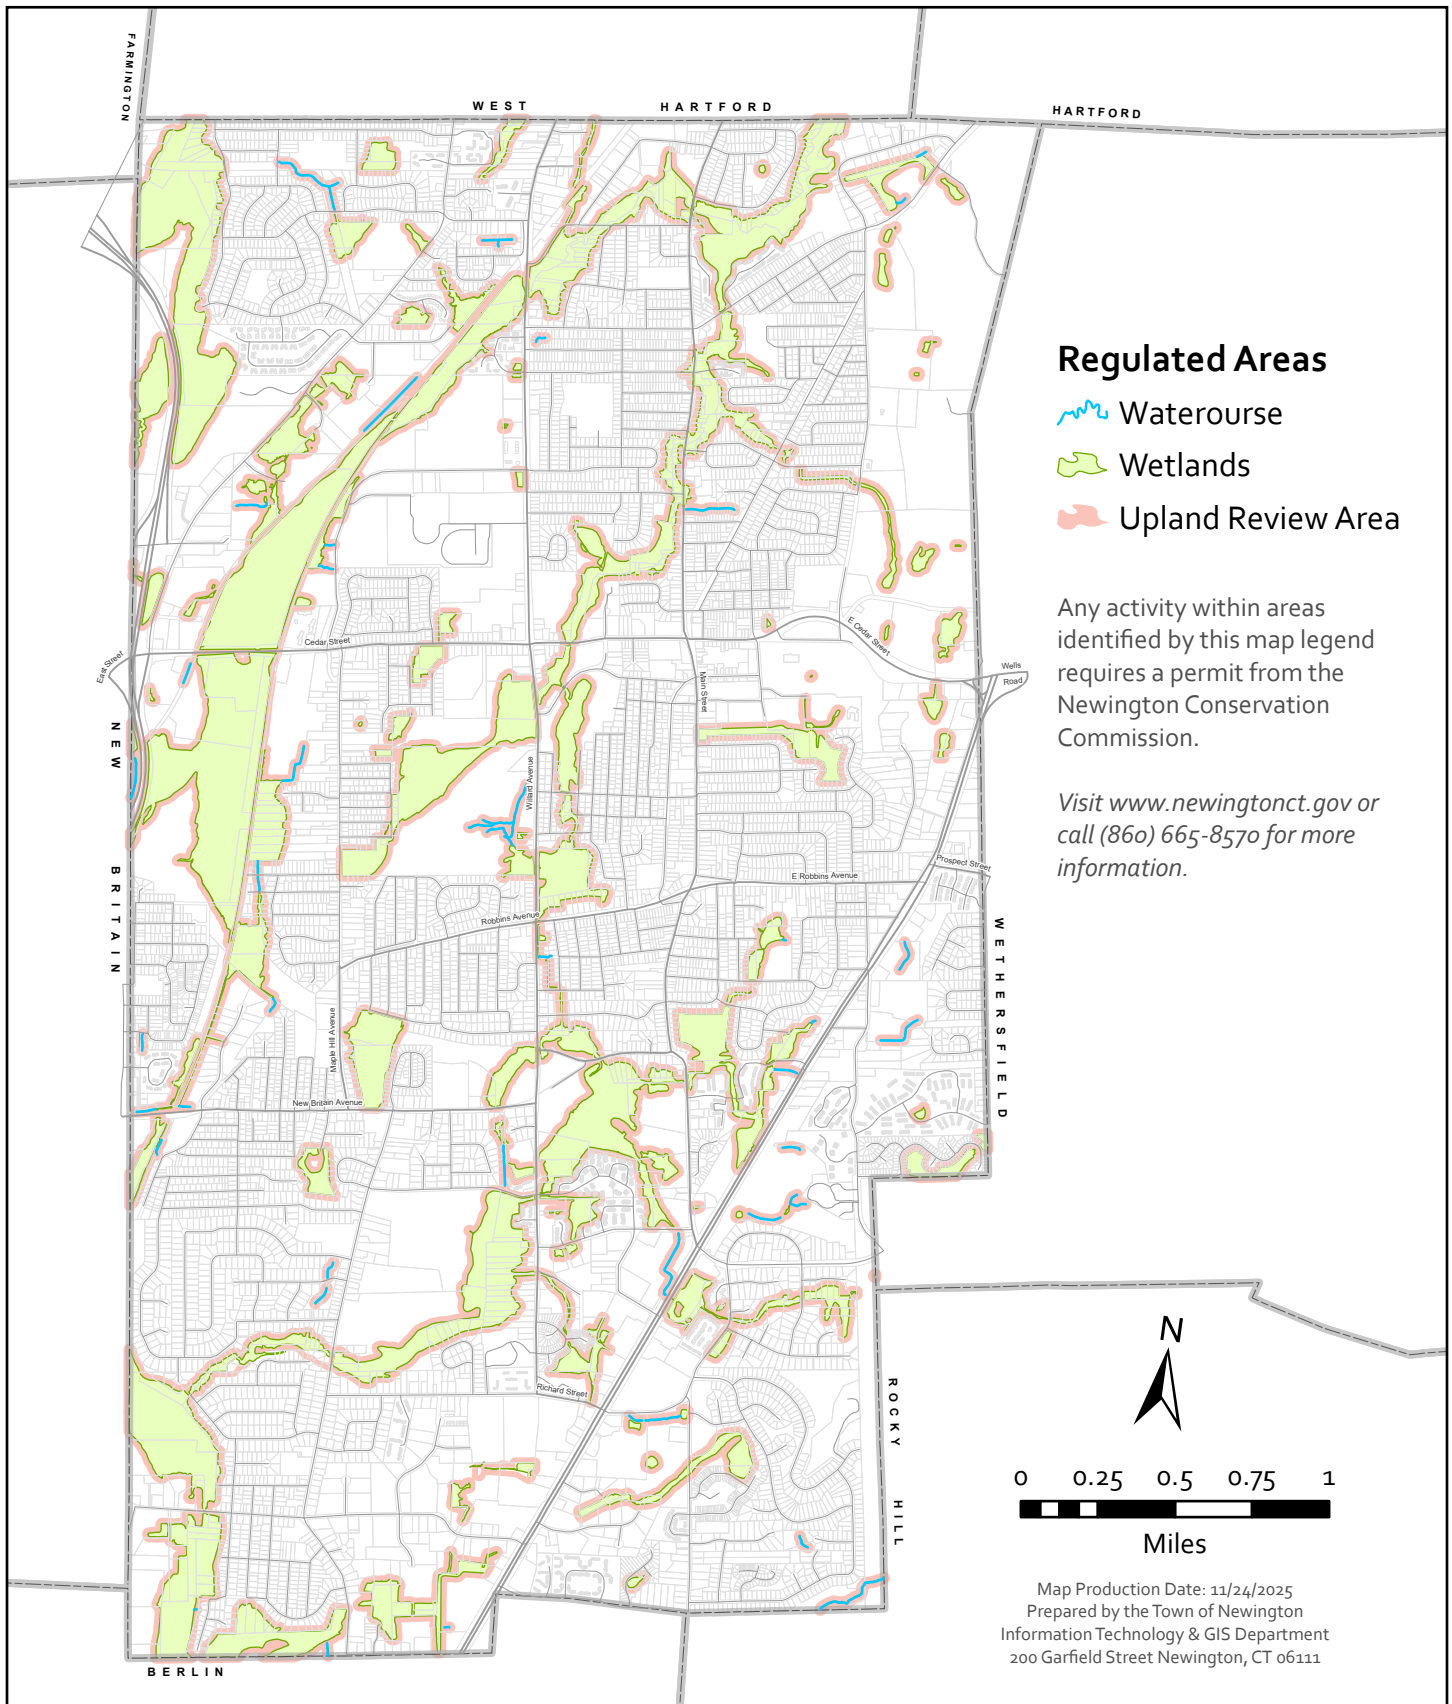 FARMINGTON
WEST HARTFORD
HARTFORD
Regulated Areas
Waterourse
Wetlands
Upland Review Area
Any activity within areas
identified by this map legend
requires a permit from the
Newington Conservation
Commission.
Visit www.newingtonct.gov or
call (860) 665-8570 for more
information.
Cedar Street
E Cedar Street
East Street
Wells
Road
Main Street
NEW BRITAIN
Willard Avenue
Prospect Street
E Robbins Avenue
Robbins Avenue
WETHERSFIELD
Maple Hill Avenue
New Britain Avenue
Richard Street
ROCKY HILL
N
0 0.25 0.5 0.75 1
Miles
Map Production Date: 11/24/2025
Prepared by the Town of Newington
Information Technology & GIS Department
200 Garfield Street Newington, CT 06111
BERLIN